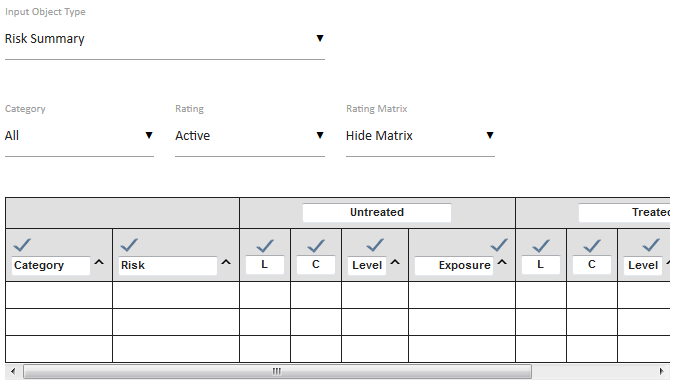 Input Object Type
Risk Summary
Category Rating Rating Matrix
All Active Hide Matrix
Untreated Treated
Category Risk L C Level Exposure L C Level